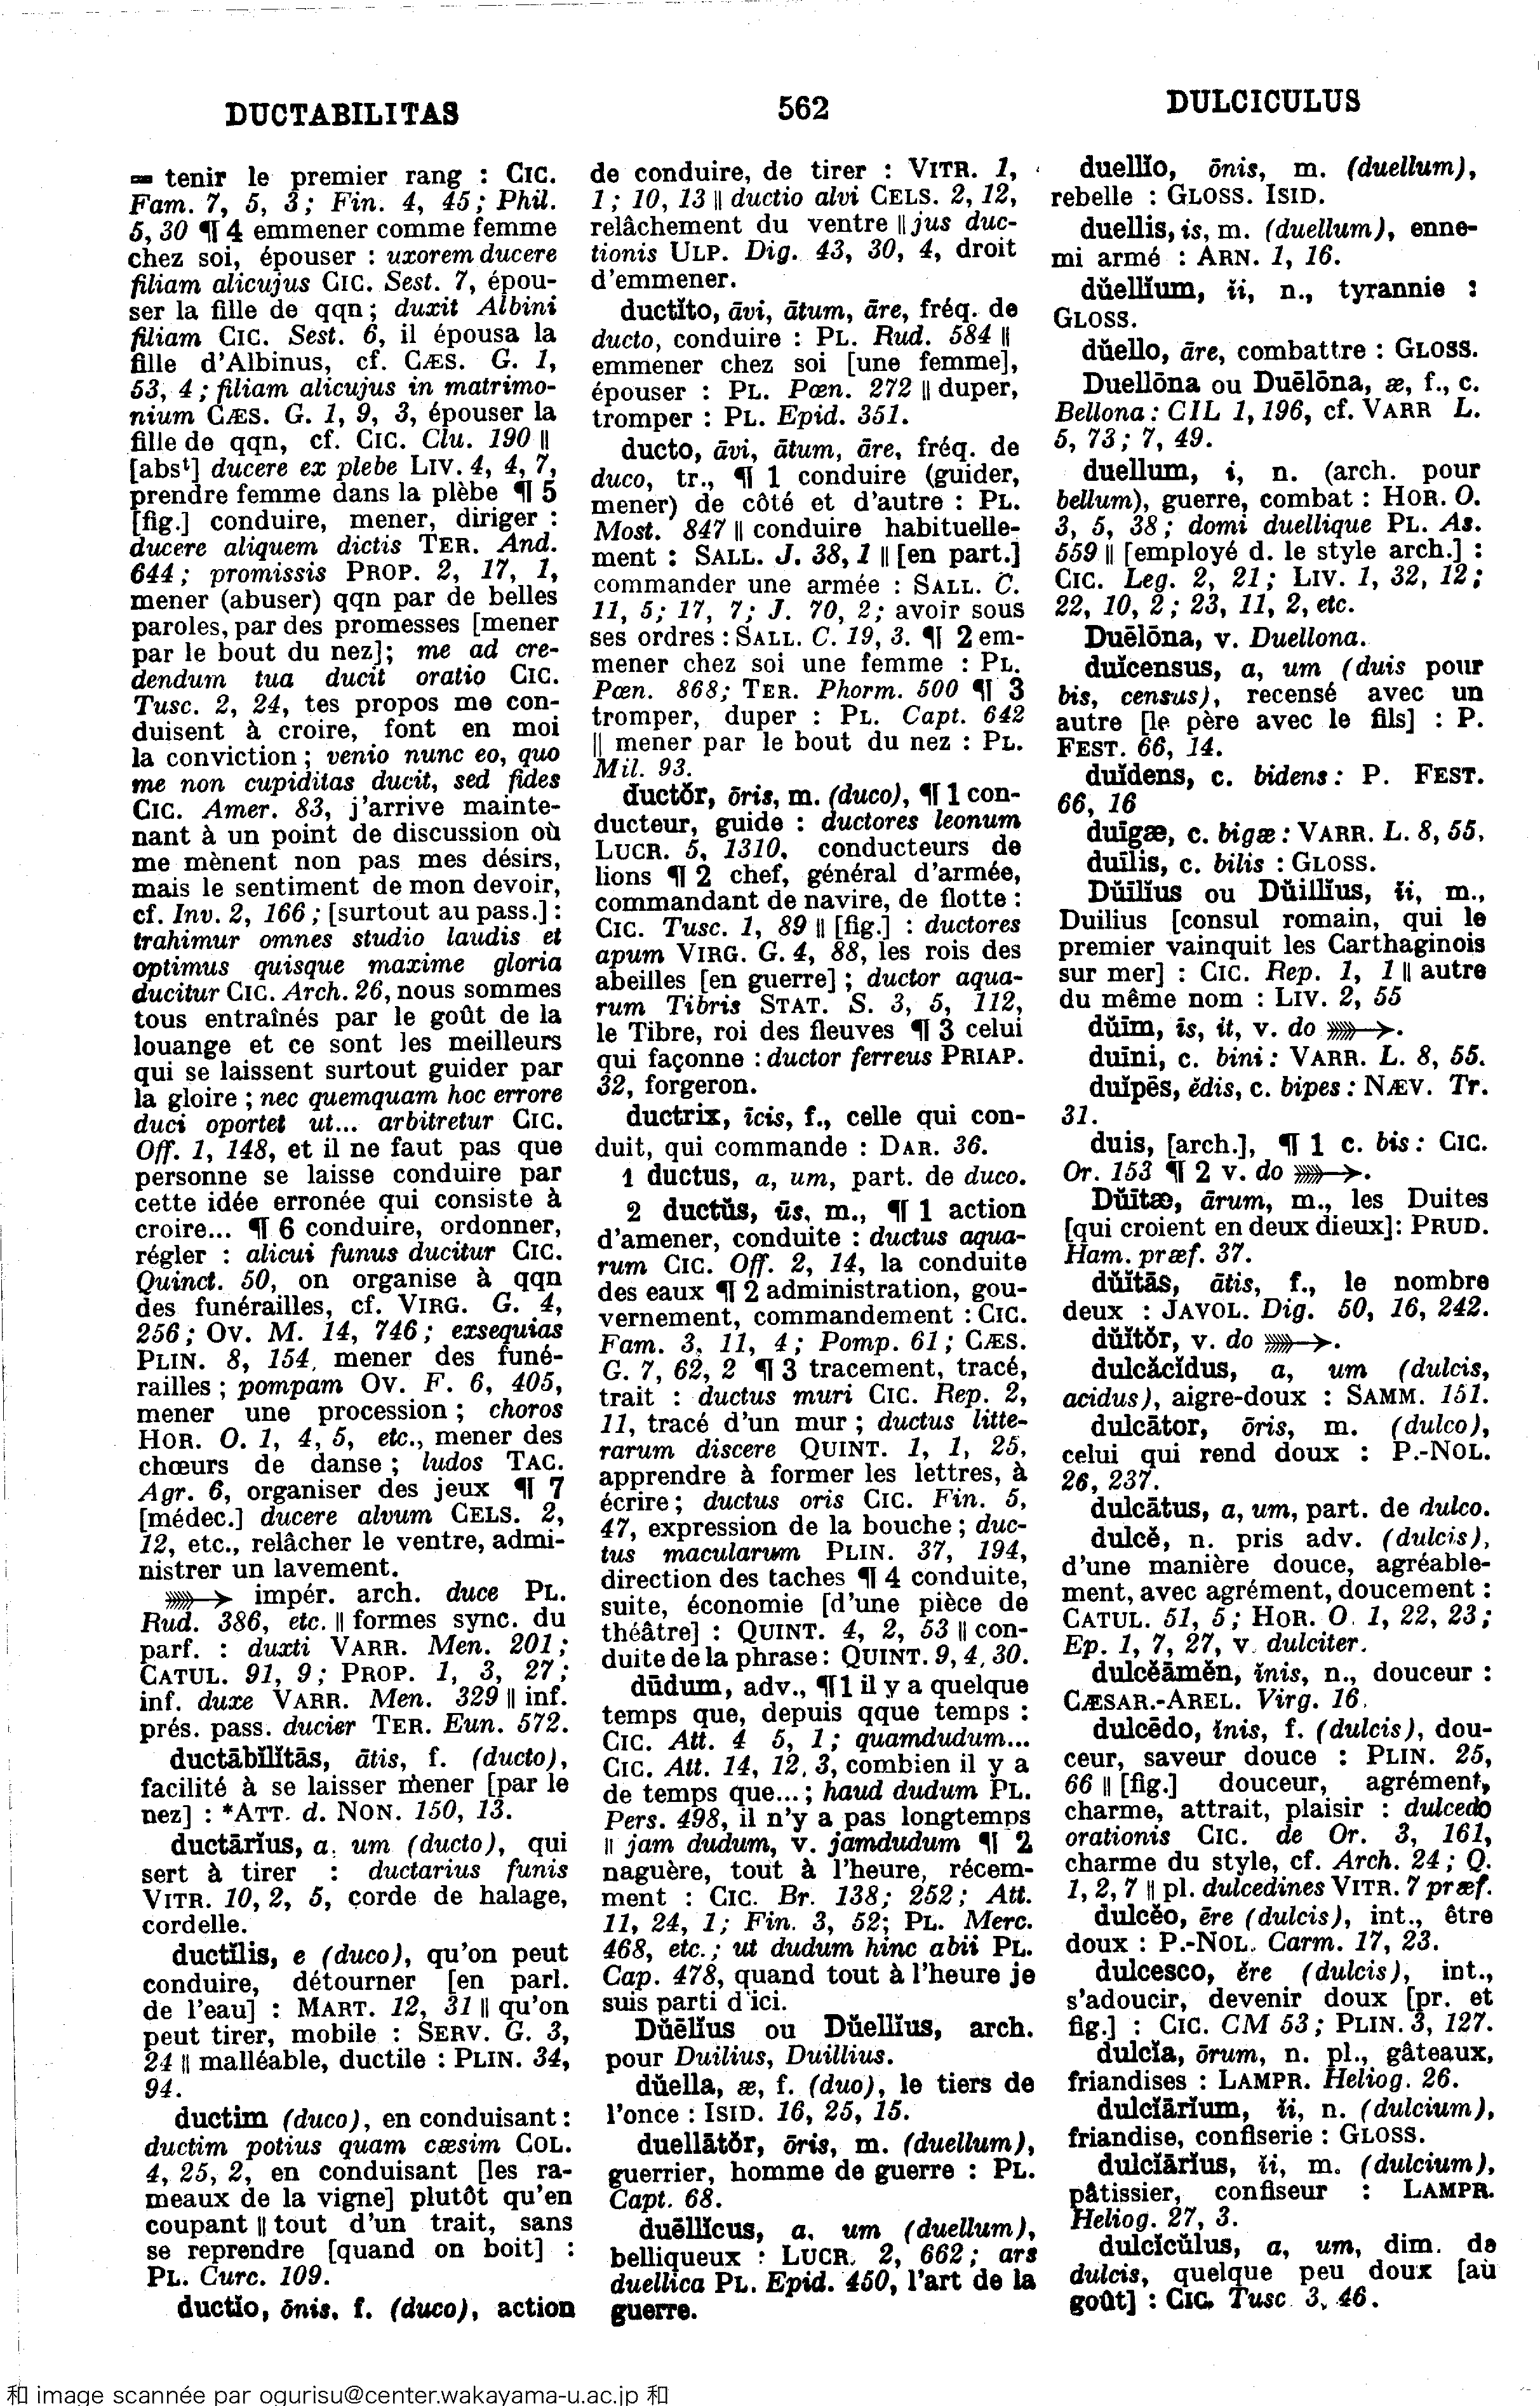 DUCTABILITAS
562
DULCICULUS
= tenir le premier rang : CIC.
Fam. 7, 5, 3; Fin. 4, 45; Phil.
5, 30 ¶ 4 emmener comme femme
chez soi, épouser : uxorem ducere
filiam alicujus CIC. Sest. 7, épou-
ser la fille de qqn; duxit Albini
filiam CIC. Sest. 6, il épousa la
fille d'Albinus, cf. CÆS. G. 1,
53, 4; filiam alicujus in matrimo-
nium CÆS. G. 1, 9, 3, épouser la
fille de qqn, cf. CIC. Clu. 190 ||
[absᵗ] ducere ex plebe LIV. 4, 4, 7,
prendre femme dans la plèbe ¶ 5
[fig.] conduire, mener, diriger :
ducere aliquem dictis TER. And.
644; promissis PROP. 2, 17, 1,
mener (abuser) qqn par de belles
paroles, par des promesses [mener
par le bout du nez]; me ad cre-
dendum tua ducit oratio CIC.
Tusc. 2, 24, tes propos me con-
duisent à croire, font en moi
la conviction; venio nunc eo, quo
me non cupiditas ducit, sed fides
CIC. Amer. 83, j'arrive mainte-
nant à un point de discussion où
me mènent non pas mes désirs,
mais le sentiment de mon devoir,
cf. Inv. 2, 166; [surtout au pass.] :
trahimur omnes studio laudis et
optimus quisque maxime gloria
ducitur CIC. Arch. 26, nous sommes
tous entraînés par le goût de la
louange et ce sont les meilleurs
qui se laissent surtout guider par
la gloire; nec quemquam hoc errore
duci oportet ut... arbitretur CIC.
Off. 1, 148, et il ne faut pas que
personne se laisse conduire par
cette idée erronée qui consiste à
croire... ¶ 6 conduire, ordonner,
régler : alicui funus ducitur CIC.
Quinct. 50, on organise à qqn
des funérailles, cf. VIRG. G. 4,
256; OV. M. 14, 746; exsequias
PLIN. 8, 154, mener des funé-
railles; pompam OV. F. 6, 405,
mener une procession; choros
HOR. O. 1, 4, 5, etc., mener des
chœurs de danse; ludos TAC.
Agr. 6, organiser des jeux ¶ 7
[médec.] ducere alvum CELS. 2,
12, etc., relâcher le ventre, admi-
nistrer un lavement.
⟫→ impér. arch. duce PL.
Rud. 386, etc. || formes sync. du
parf. : duxti VARR. Men. 201;
CATUL. 91, 9; PROP. 1, 3, 27;
inf. duxe VARR. Men. 329 || inf.
prés. pass. ducier TER. Eun. 572.
ductābĭlĭtās, ātis, f. (ducto),
facilité à se laisser mener [par le
nez] : *ATT. d. NON. 150, 13.
ductārĭus, a, um (ducto), qui
sert à tirer : ductarius funis
VITR. 10, 2, 5, corde de halage,
cordelle.
ductĭlis, e (duco), qu'on peut
conduire, détourner [en parl.
de l'eau] : MART. 12, 31 || qu'on
peut tirer, mobile : SERV. G. 3,
24 || malléable, ductile : PLIN. 34,
94.
ductim (duco), en conduisant :
ductim potius quam cæsim COL.
4, 25, 2, en conduisant [les ra-
meaux de la vigne] plutôt qu'en
coupant || tout d'un trait, sans
se reprendre [quand on boit] :
PL. Curc. 109.
ductĭo, ōnis, f. (duco), action
de conduire, de tirer : VITR. 1,
1; 10, 13 || ductio alvi CELS. 2, 12,
relâchement du ventre || jus duc-
tionis ULP. Dig. 43, 30, 4, droit
d'emmener.
ductĭto, āvi, ātum, āre, fréq. de
ducto, conduire : PL. Rud. 584 ||
emmener chez soi [une femme],
épouser : PL. Pœn. 272 || duper,
tromper : PL. Epid. 351.
ducto, āvi, ātum, āre, fréq. de
duco, tr., ¶ 1 conduire (guider,
mener) de côté et d'autre : PL.
Most. 847 || conduire habituelle-
ment : SALL. J. 38, 1 || [en part.]
commander une armée : SALL. C.
11, 5; 17, 7; J. 70, 2; avoir sous
ses ordres : SALL. C. 19, 3. ¶ 2 em-
mener chez soi une femme : PL.
Pœn. 868; TER. Phorm. 500 ¶ 3
tromper, duper : PL. Capt. 642
|| mener par le bout du nez : PL.
Mil. 93.
ductŏr, ōris, m. (duco), ¶ 1 con-
ducteur, guide : ductores leonum
LUCR. 5, 1310, conducteurs de
lions ¶ 2 chef, général d'armée,
commandant de navire, de flotte :
CIC. Tusc. 1, 89 || [fig.] : ductores
apum VIRG. G. 4, 88, les rois des
abeilles [en guerre]; ductor aqua-
rum Tibris STAT. S. 3, 5, 112,
le Tibre, roi des fleuves ¶ 3 celui
qui façonne : ductor ferreus PRIAP.
32, forgeron.
ductrix, īcis, f., celle qui con-
duit, qui commande : DAR. 36.
1 ductus, a, um, part. de duco.
2 ductŭs, ūs, m., ¶ 1 action
d'amener, conduite : ductus aqua-
rum CIC. Off. 2, 14, la conduite
des eaux ¶ 2 administration, gou-
vernement, commandement : CIC.
Fam. 3, 11, 4; Pomp. 61; CÆS.
G. 7, 62, 2 ¶ 3 tracement, tracé,
trait : ductus muri CIC. Rep. 2,
11, tracé d'un mur; ductus litte-
rarum discere QUINT. 1, 1, 25,
apprendre à former les lettres, à
écrire; ductus oris CIC. Fin. 5,
47, expression de la bouche; duc-
tus macularum PLIN. 37, 194,
direction des taches ¶ 4 conduite,
suite, économie [d'une pièce de
théâtre] : QUINT. 4, 2, 53 || con-
duite de la phrase : QUINT. 9, 4, 30.
dūdum, adv., ¶ 1 il y a quelque
temps que, depuis qque temps :
CIC. Att. 4 5, 1; quamdudum...
CIC. Att. 14, 12, 3, combien il y a
de temps que...; haud dudum PL.
Pers. 498, il n'y a pas longtemps
|| jam dudum, v. jamdudum ¶ 2
naguère, tout à l'heure, récem-
ment : CIC. Br. 138; 252; Att.
11, 24, 1; Fin. 3, 52; PL. Merc.
468, etc.; ut dudum hinc abii PL.
Cap. 478, quand tout à l'heure je
suis parti d'ici.
Dŭēlĭus ou Dŭellĭus, arch.
pour Duilius, Duillius.
dŭella, æ, f. (duo), le tiers de
l'once : ISID. 16, 25, 15.
duellātŏr, ōris, m. (duellum),
guerrier, homme de guerre : PL.
Capt. 68.
duēllĭcus, a, um (duellum),
belliqueux : LUCR. 2, 662; ars
duellica PL. Epid. 450, l'art de la
guerre.
duellĭo, ōnis, m. (duellum),
rebelle : GLOSS. ISID.
duellis, is, m. (duellum), enne-
mi armé : ARN. 1, 16.
dŭellĭum, ĭi, n., tyrannie :
GLOSS.
dŭello, āre, combattre : GLOSS.
Duellōna ou Duēlōna, æ, f., c.
Bellona : CIL 1, 196, cf. VARR L.
5, 73; 7, 49.
duellum, i, n. (arch. pour
bellum), guerre, combat : HOR. O.
3, 5, 38; domi duellique PL. As.
559 || [employé d. le style arch.] :
CIC. Leg. 2, 21; LIV. 1, 32, 12;
22, 10, 2; 23, 11, 2, etc.
Duēlōna, v. Duellona.
duĭcensus, a, um (duis pour
bis, census), recensé avec un
autre [le père avec le fils] : P.
FEST. 66, 14.
duĭdens, c. bidens : P. FEST.
66, 16
duīgæ, c. bigæ : VARR. L. 8, 55,
duīlis, c. bilis : GLOSS.
Dŭīlĭus ou Dŭillĭus, ĭi, m.,
Duilius [consul romain, qui le
premier vainquit les Carthaginois
sur mer] : CIC. Rep. 1, 1 || autre
du même nom : LIV. 2, 55
dŭim, īs, it, v. do ⟫→.
duīni, c. bini : VARR. L. 8, 55.
duĭpēs, ĕdis, c. bipes : NÆV. Tr.
31.
duis, [arch.], ¶ 1 c. bis : CIC.
Or. 153 ¶ 2 v. do ⟫→.
Dŭītæ, ārum, m., les Duites
[qui croient en deux dieux] : PRUD.
Ham. præf. 37.
dŭĭtās, ātis, f., le nombre
deux : JAVOL. Dig. 50, 16, 242.
dŭĭtŏr, v. do ⟫→.
dulcăcĭdus, a, um (dulcis,
acidus), aigre-doux : SAMM. 151.
dulcātor, ōris, m. (dulco),
celui qui rend doux : P.-NOL.
26, 237.
dulcātus, a, um, part. de dulco.
dulcĕ, n. pris adv. (dulcis),
d'une manière douce, agréable-
ment, avec agrément, doucement :
CATUL. 51, 5; HOR. O. 1, 22, 23;
Ep. 1, 7, 27, v. dulciter.
dulcĕāmĕn, ĭnis, n., douceur :
CÆSAR.-AREL. Virg. 16.
dulcēdo, ĭnis, f. (dulcis), dou-
ceur, saveur douce : PLIN. 25,
66 || [fig.] douceur, agrément,
charme, attrait, plaisir : dulcedo
orationis CIC. de Or. 3, 161,
charme du style, cf. Arch. 24; Q.
1, 2, 7 || pl. dulcedines VITR. 7 præf.
dulcĕo, ēre (dulcis), int., être
doux : P.-NOL. Carm. 17, 23.
dulcesco, ĕre (dulcis), int.,
s'adoucir, devenir doux [pr. et
fig.] : CIC. CM 53; PLIN. 3, 127.
dulcĭa, ōrum, n. pl., gâteaux,
friandises : LAMPR. Heliog. 26.
dulcĭārĭum, ĭi, n. (dulcium),
friandise, confiserie : GLOSS.
dulcĭārĭus, ĭi, m. (dulcium),
pâtissier, confiseur : LAMPR.
Heliog. 27, 3.
dulcĭcŭlus, a, um, dim. de
dulcis, quelque peu doux [au
goût] : CIC. Tusc 3, 46.
和 image scannée par ogurisu@center.wakayama-u.ac.jp 和